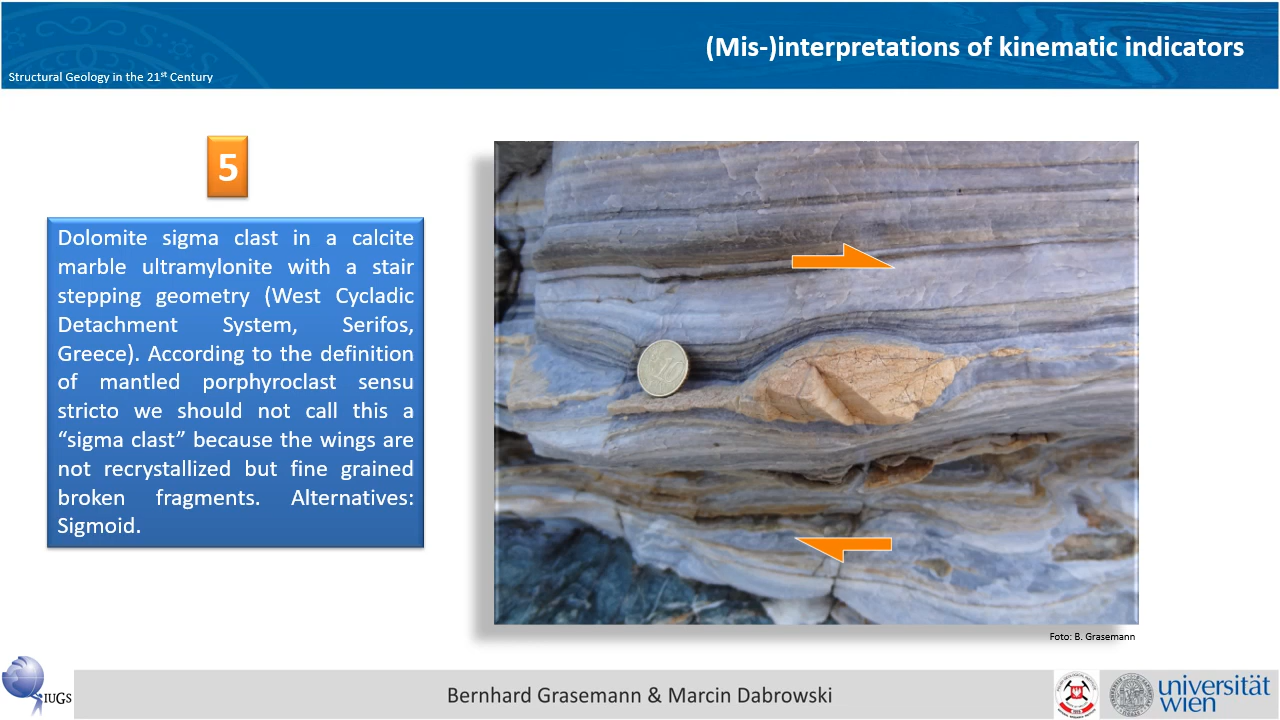 (Mis-)interpretations of kinematic indicators
Structural Geology in the 21st Century
5
Dolomite sigma clast in a calcite
marble ultramylonite with a stair
stepping geometry (West Cycladic
Detachment System, Serifos,
Greece). According to the definition
of mantled porphyroclast sensu
stricto we should not call this a
“sigma clast” because the wings are
not recrystallized but fine grained
broken fragments. Alternatives:
Sigmoid.
Foto: B. Grasemann
IUGS
Bernhard Grasemann & Marcin Dabrowski
universität
wien